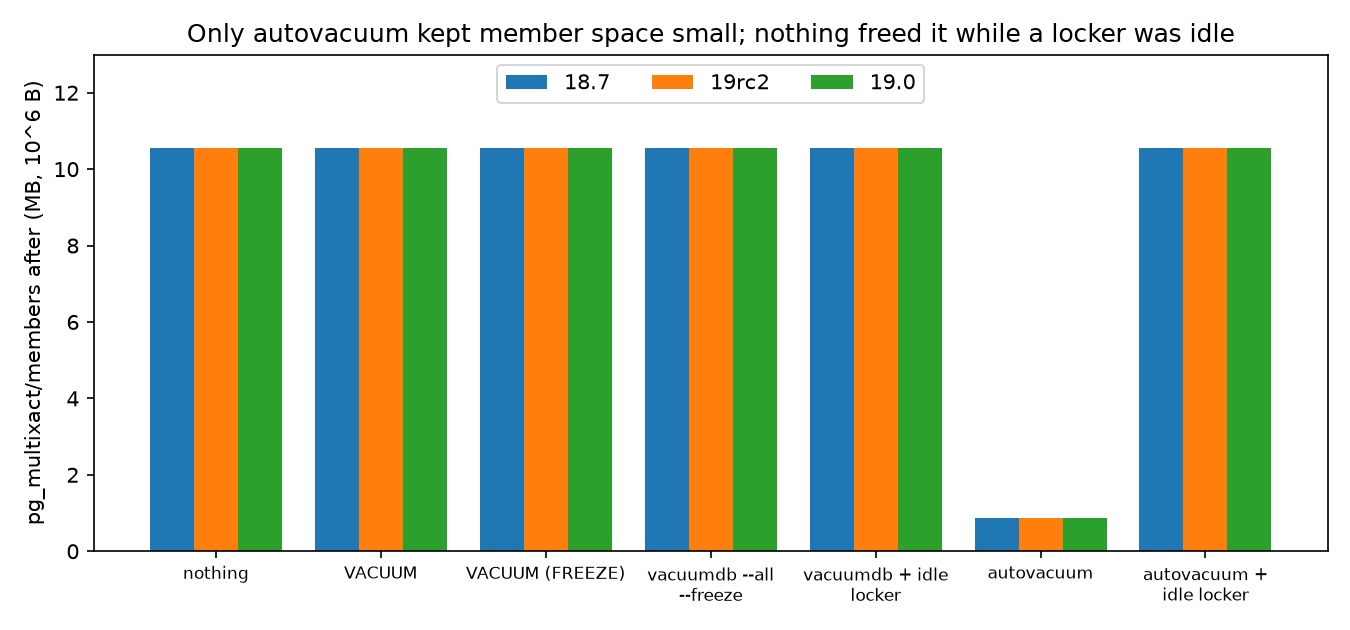 Only autovacuum kept member space small; nothing freed it while a locker was idle
18.7
19rc2
19.0
pg_multixact/members after (MB, 10^6 B)
12
10
8
6
4
2
0
nothing
VACUUM
VACUUM (FREEZE)
vacuumdb --all
--freeze
vacuumdb + idle
locker
autovacuum
autovacuum +
idle locker